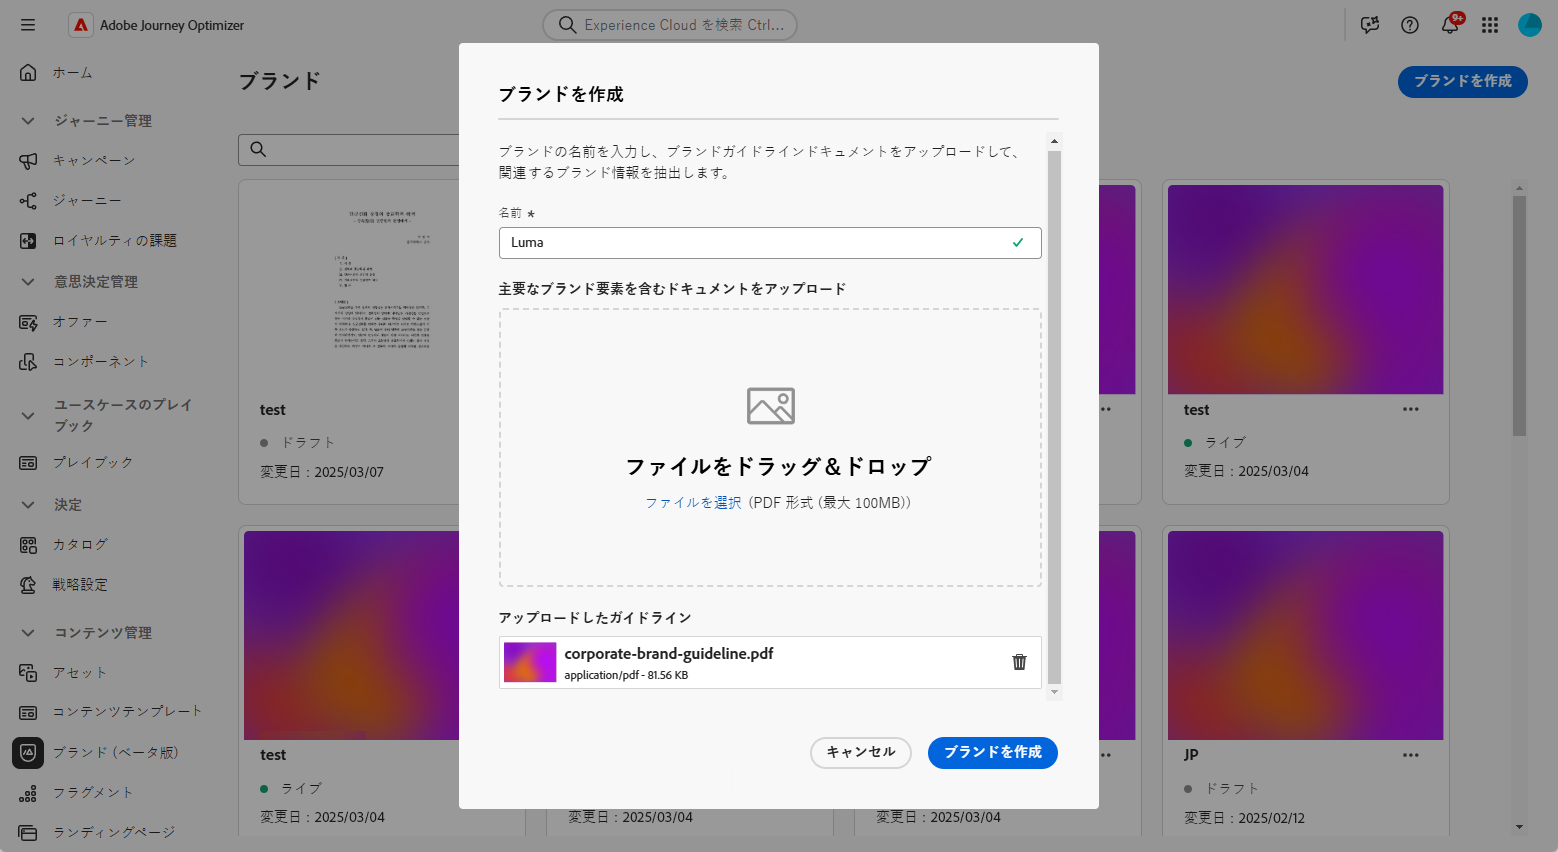 Adobe Journey Optimizer
Experience Cloud を検索 Ctrl...
9+
ホーム
ジャーニー管理
キャンペーン
ジャーニー
ロイヤルティの課題
意思決定管理
オファー
コンポーネント
ユースケースのプレイ
ブック
プレイブック
決定
カタログ
戦略設定
コンテンツ管理
アセット
コンテンツテンプレート
ブランド (ベータ版)
フラグメント
ランディングページ
ブランド
ブランドを作成
test
ドラフト
変更日 : 2025/03/07
test
ライブ
変更日 : 2025/03/04
test
ライブ
変更日 : 2025/03/04
変更日 : 2025/03/04
変更日 : 2025/03/04
JP
ドラフト
変更日 : 2025/02/12
ブランドを作成
ブランドの名前を入力し、ブランドガイドラインドキュメントをアップロードして、
関連するブランド情報を抽出します。
名前 *
Luma
主要なブランド要素を含むドキュメントをアップロード
ファイルをドラッグ＆ドロップ
ファイルを選択 (PDF 形式 (最大 100MB))
アップロードしたガイドライン
corporate-brand-guideline.pdf
application/pdf - 81.56 KB
キャンセル
ブランドを作成